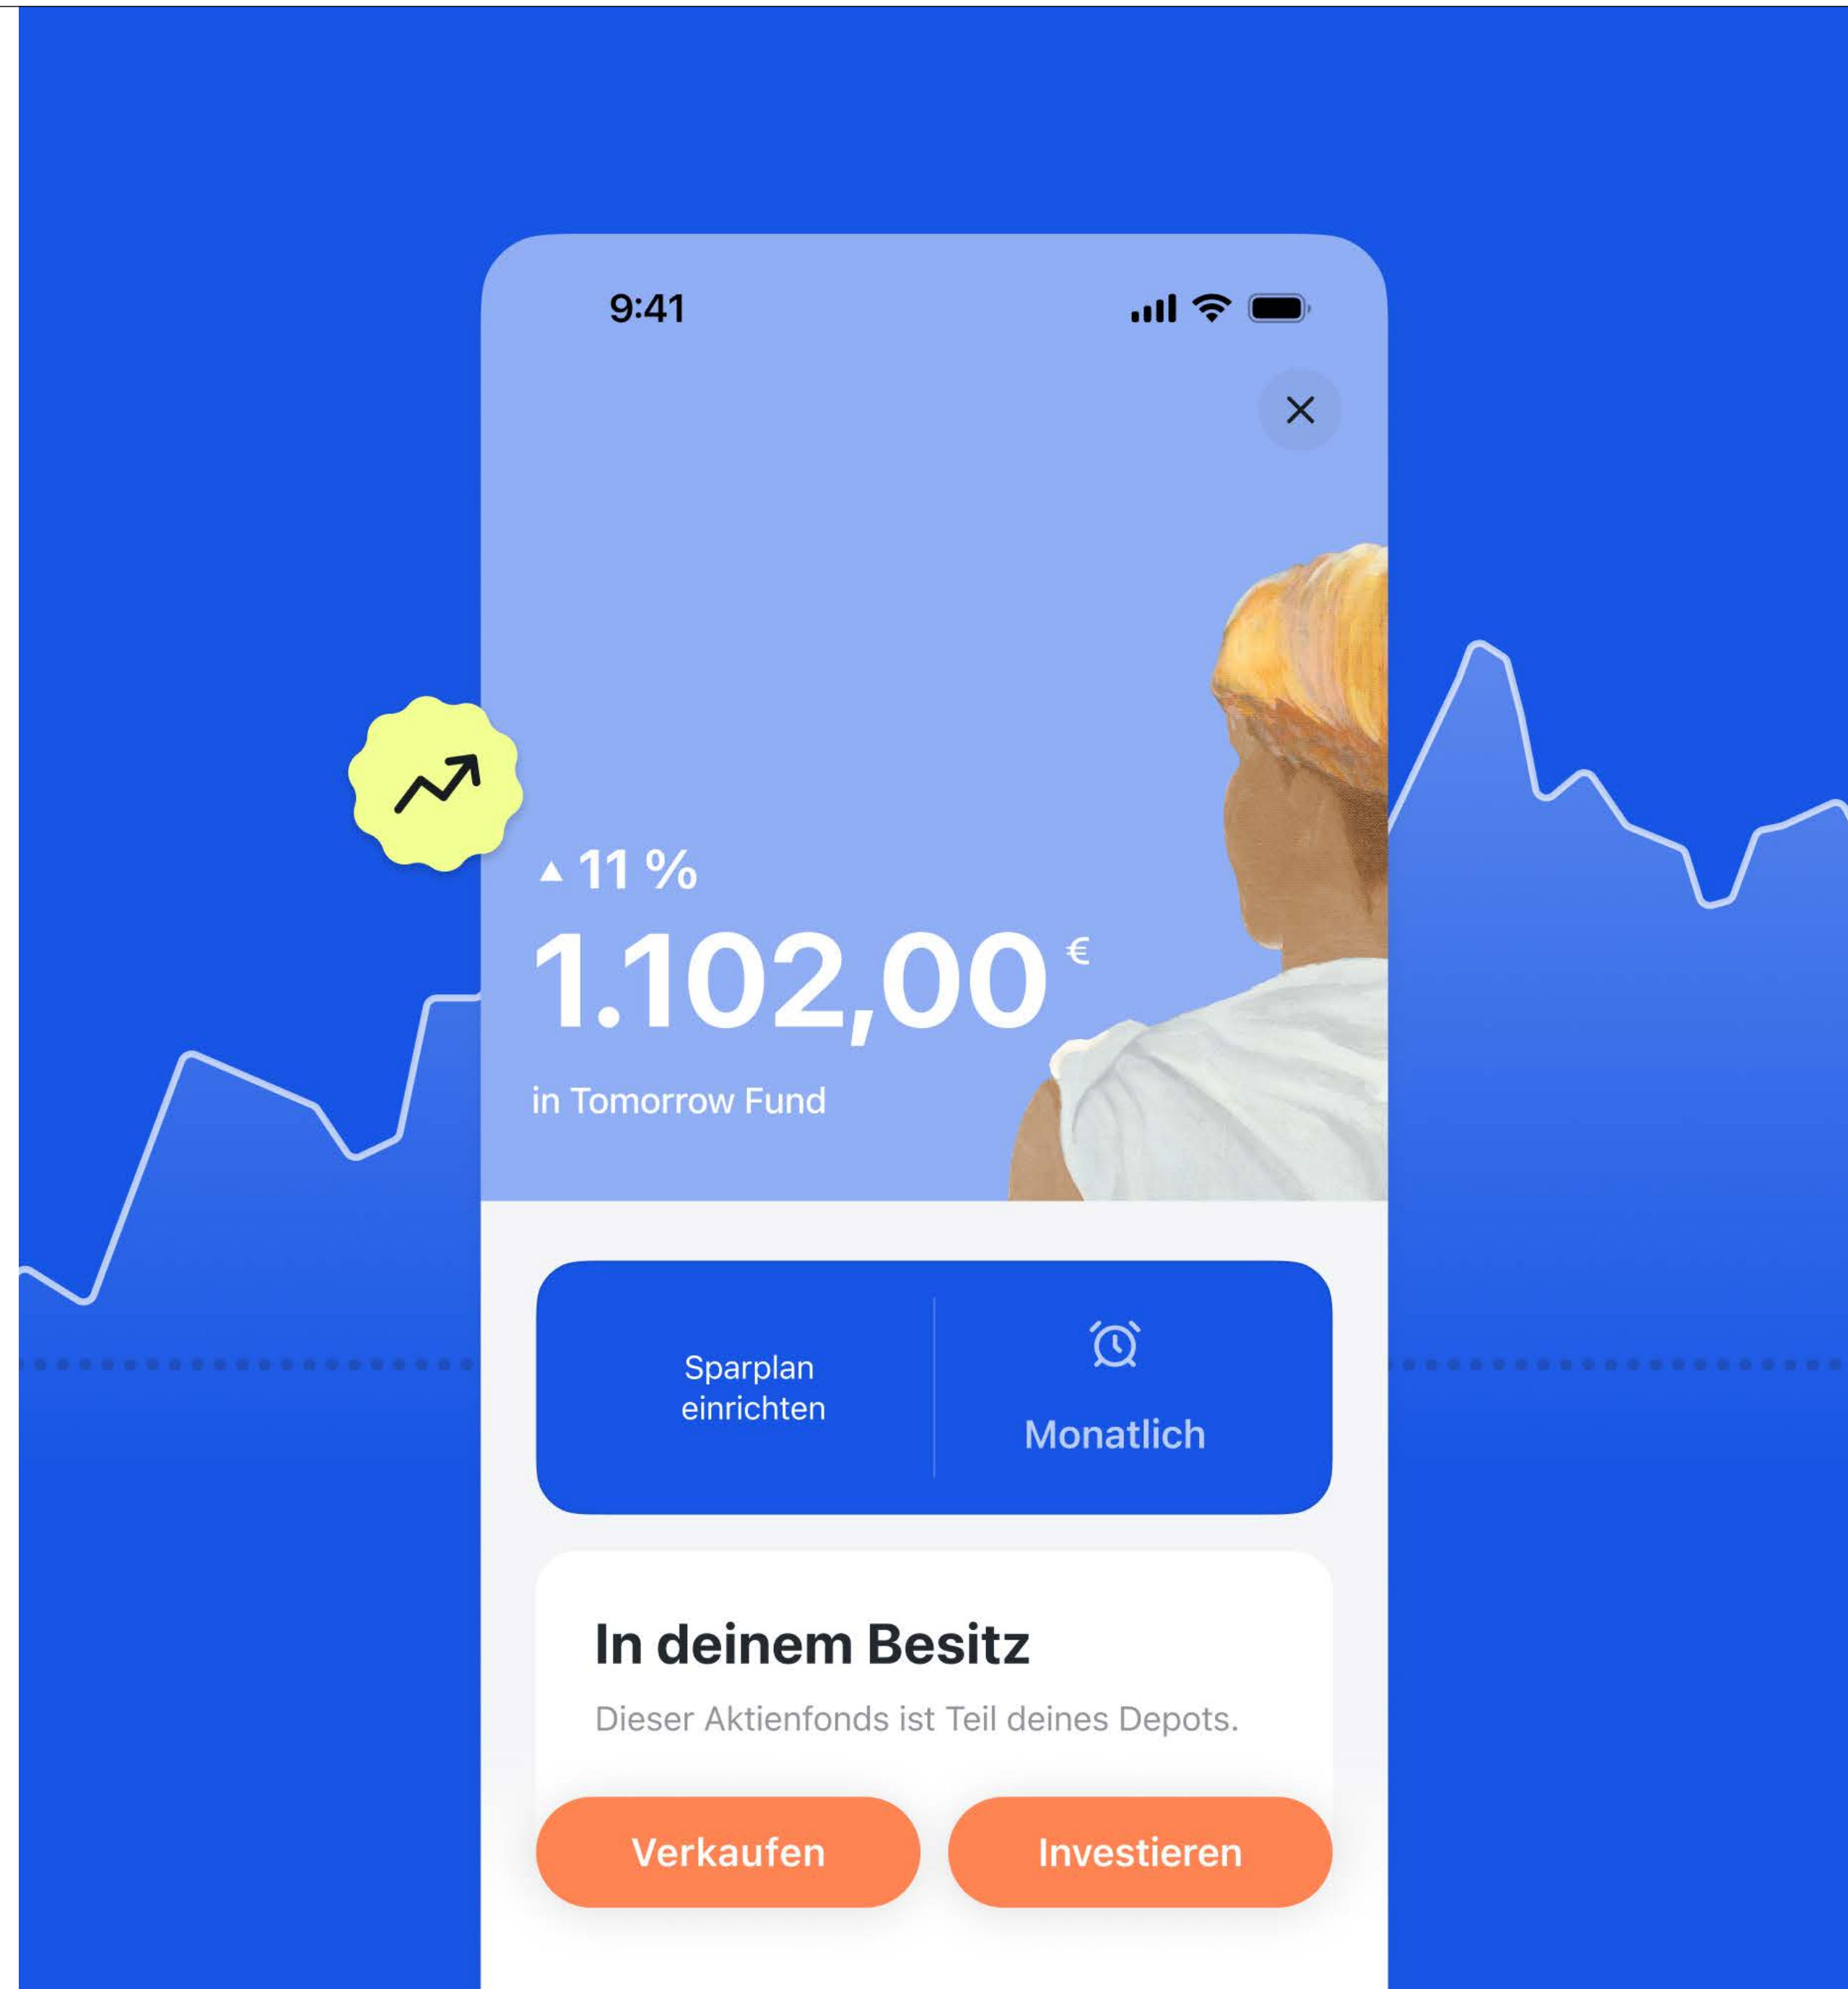 9:41
▲ 11 %
1.102,00 €
in Tomorrow Fund
Sparplan
einrichten
Monatlich
In deinem Besitz
Dieser Aktienfonds ist Teil deines Depots.
Verkaufen
Investieren